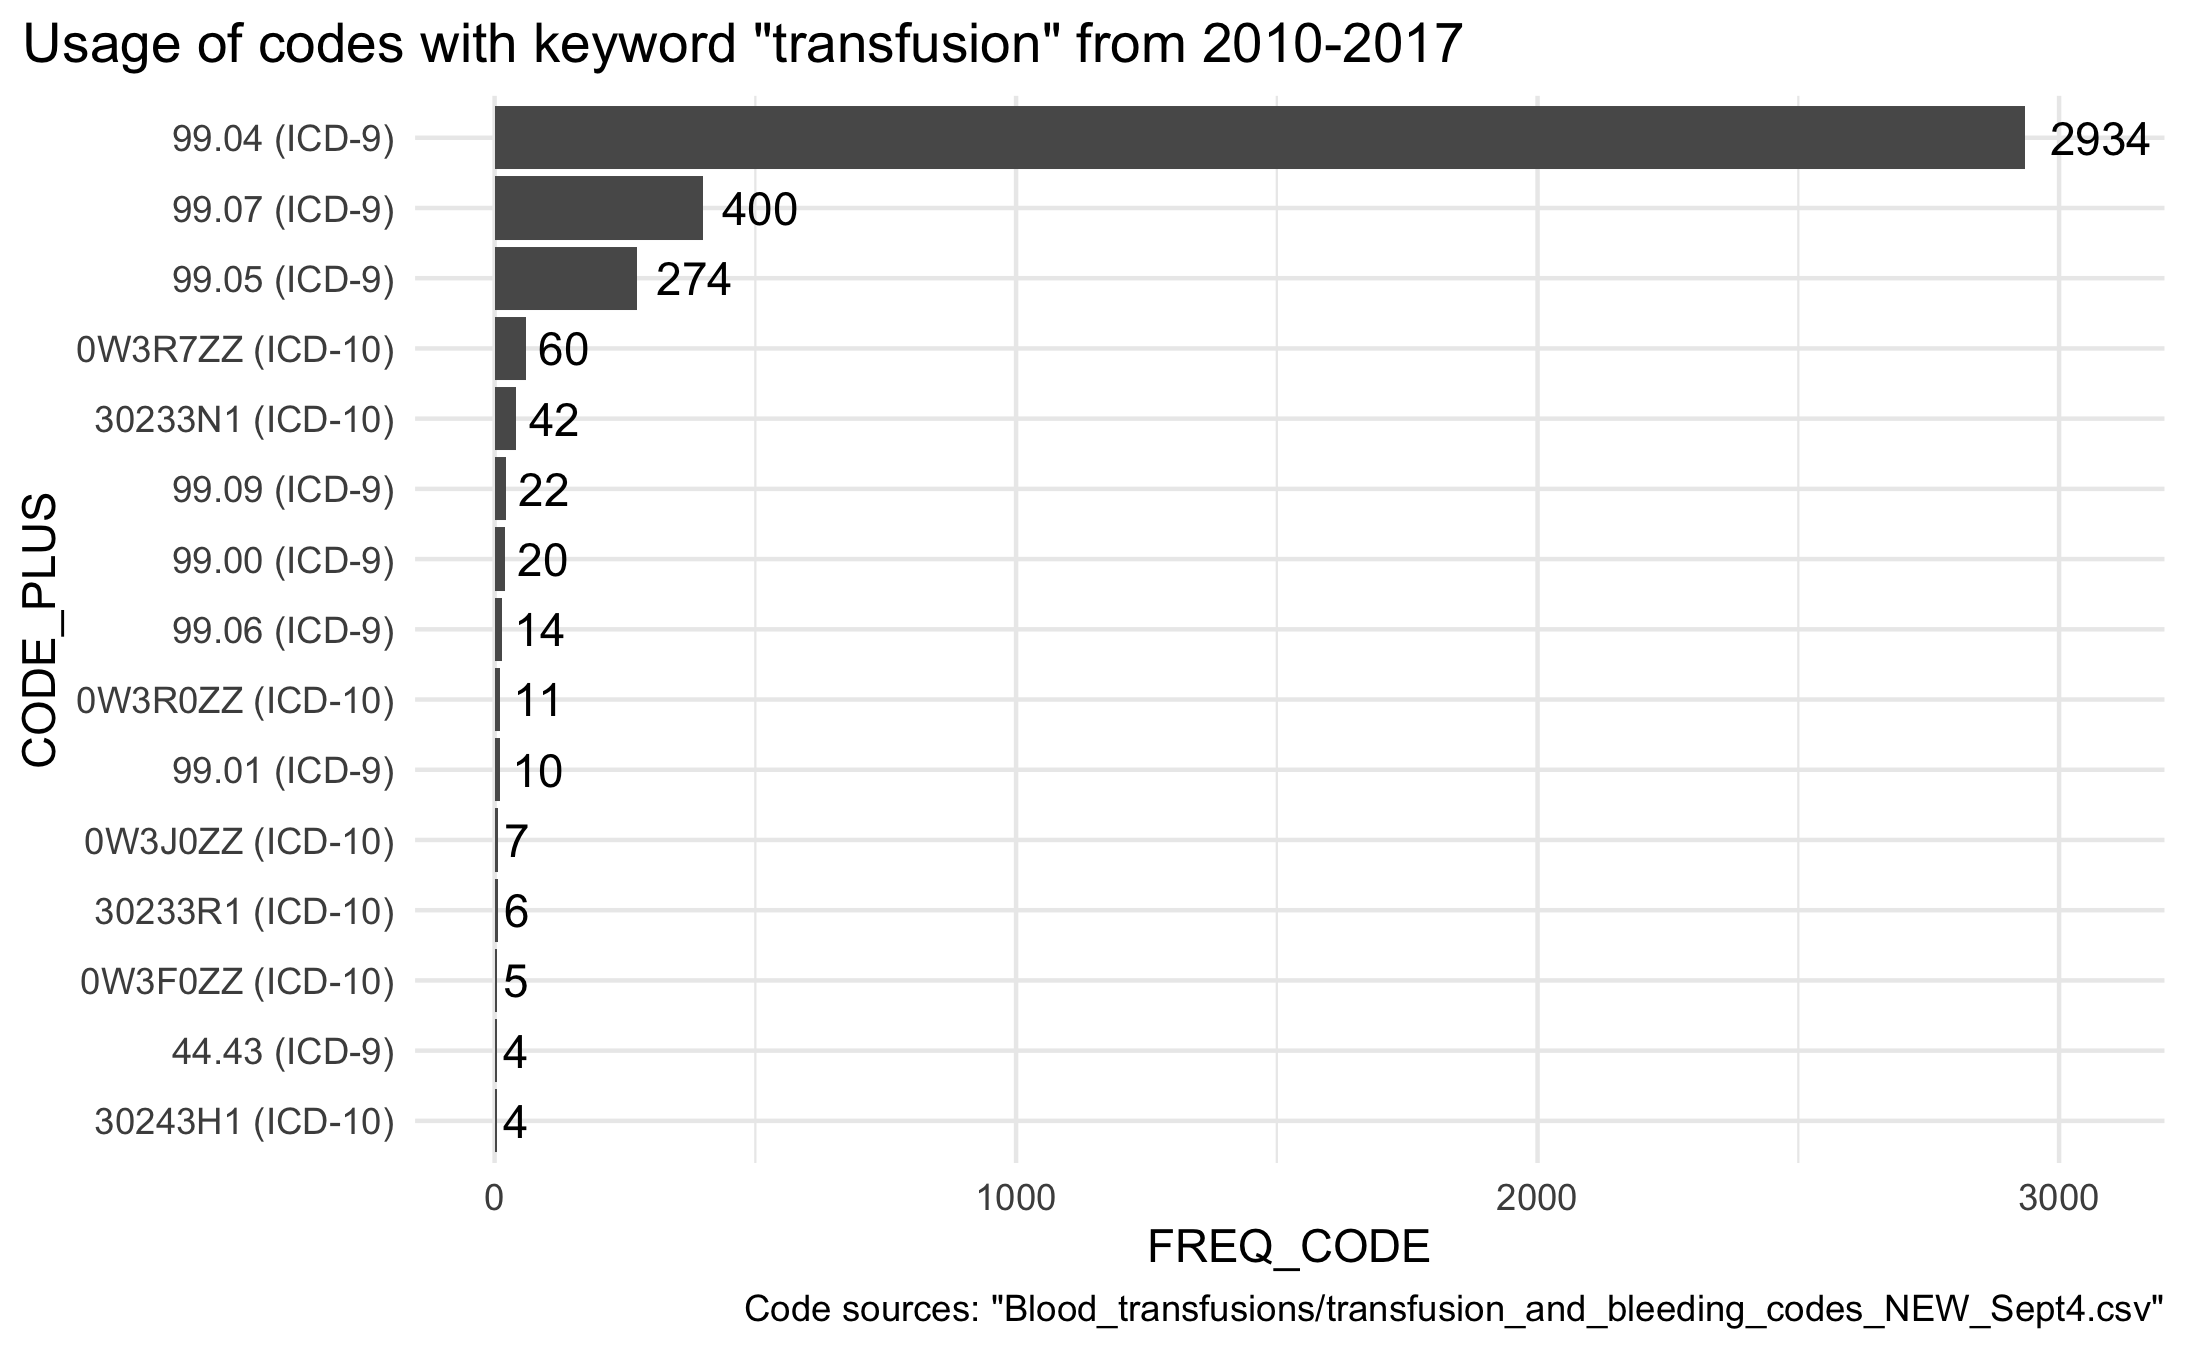 Usage of codes with keyword "transfusion" from 2010-2017
CODE_PLUS
99.04 (ICD-9) 2934
99.07 (ICD-9) 400
99.05 (ICD-9) 274
0W3R7ZZ (ICD-10) 60
30233N1 (ICD-10) 42
99.09 (ICD-9) 22
99.00 (ICD-9) 20
99.06 (ICD-9) 14
0W3R0ZZ (ICD-10) 11
99.01 (ICD-9) 10
0W3J0ZZ (ICD-10) 7
30233R1 (ICD-10) 6
0W3F0ZZ (ICD-10) 5
44.43 (ICD-9) 4
30243H1 (ICD-10) 4
0 1000 2000 3000
FREQ_CODE
Code sources: "Blood_transfusions/transfusion_and_bleeding_codes_NEW_Sept4.csv"